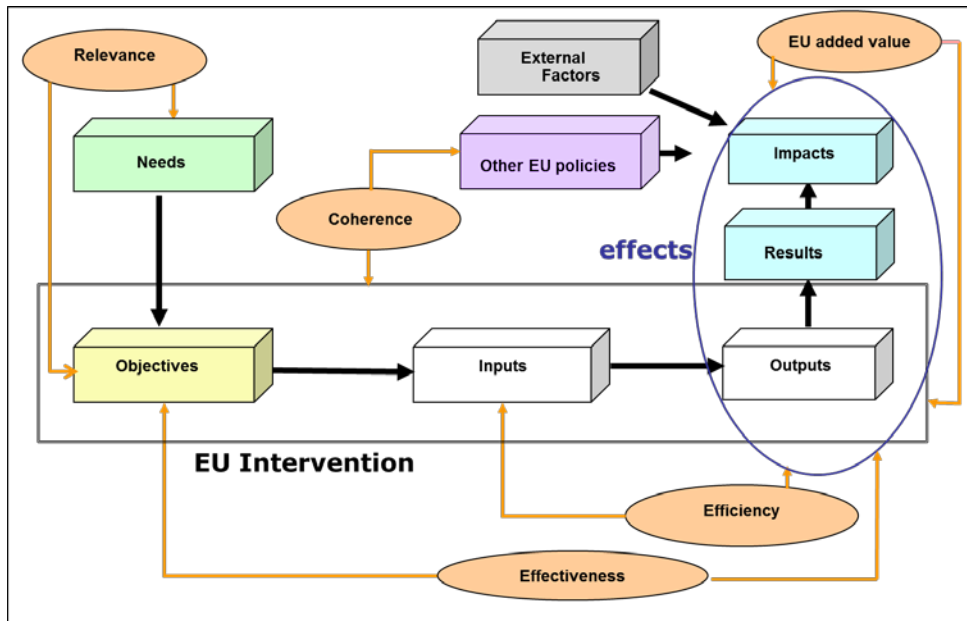 Relevance
EU added value
External
Factors
Needs
Other EU policies
Impacts
Coherence
effects
Results
Objectives
Inputs
Outputs
EU Intervention
Efficiency
Effectiveness